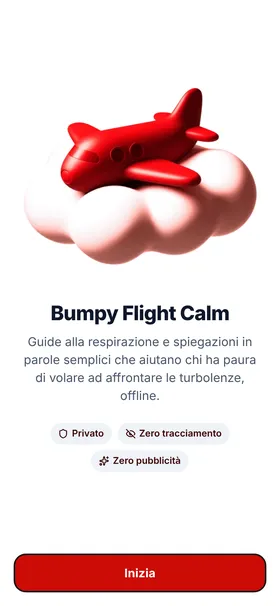 Bumpy Flight Calm
Guide alla respirazione e spiegazioni in
parole semplici che aiutano chi ha paura
di volare ad affrontare le turbolenze,
offline.
Privato
Zero tracciamento
Zero pubblicità
Inizia